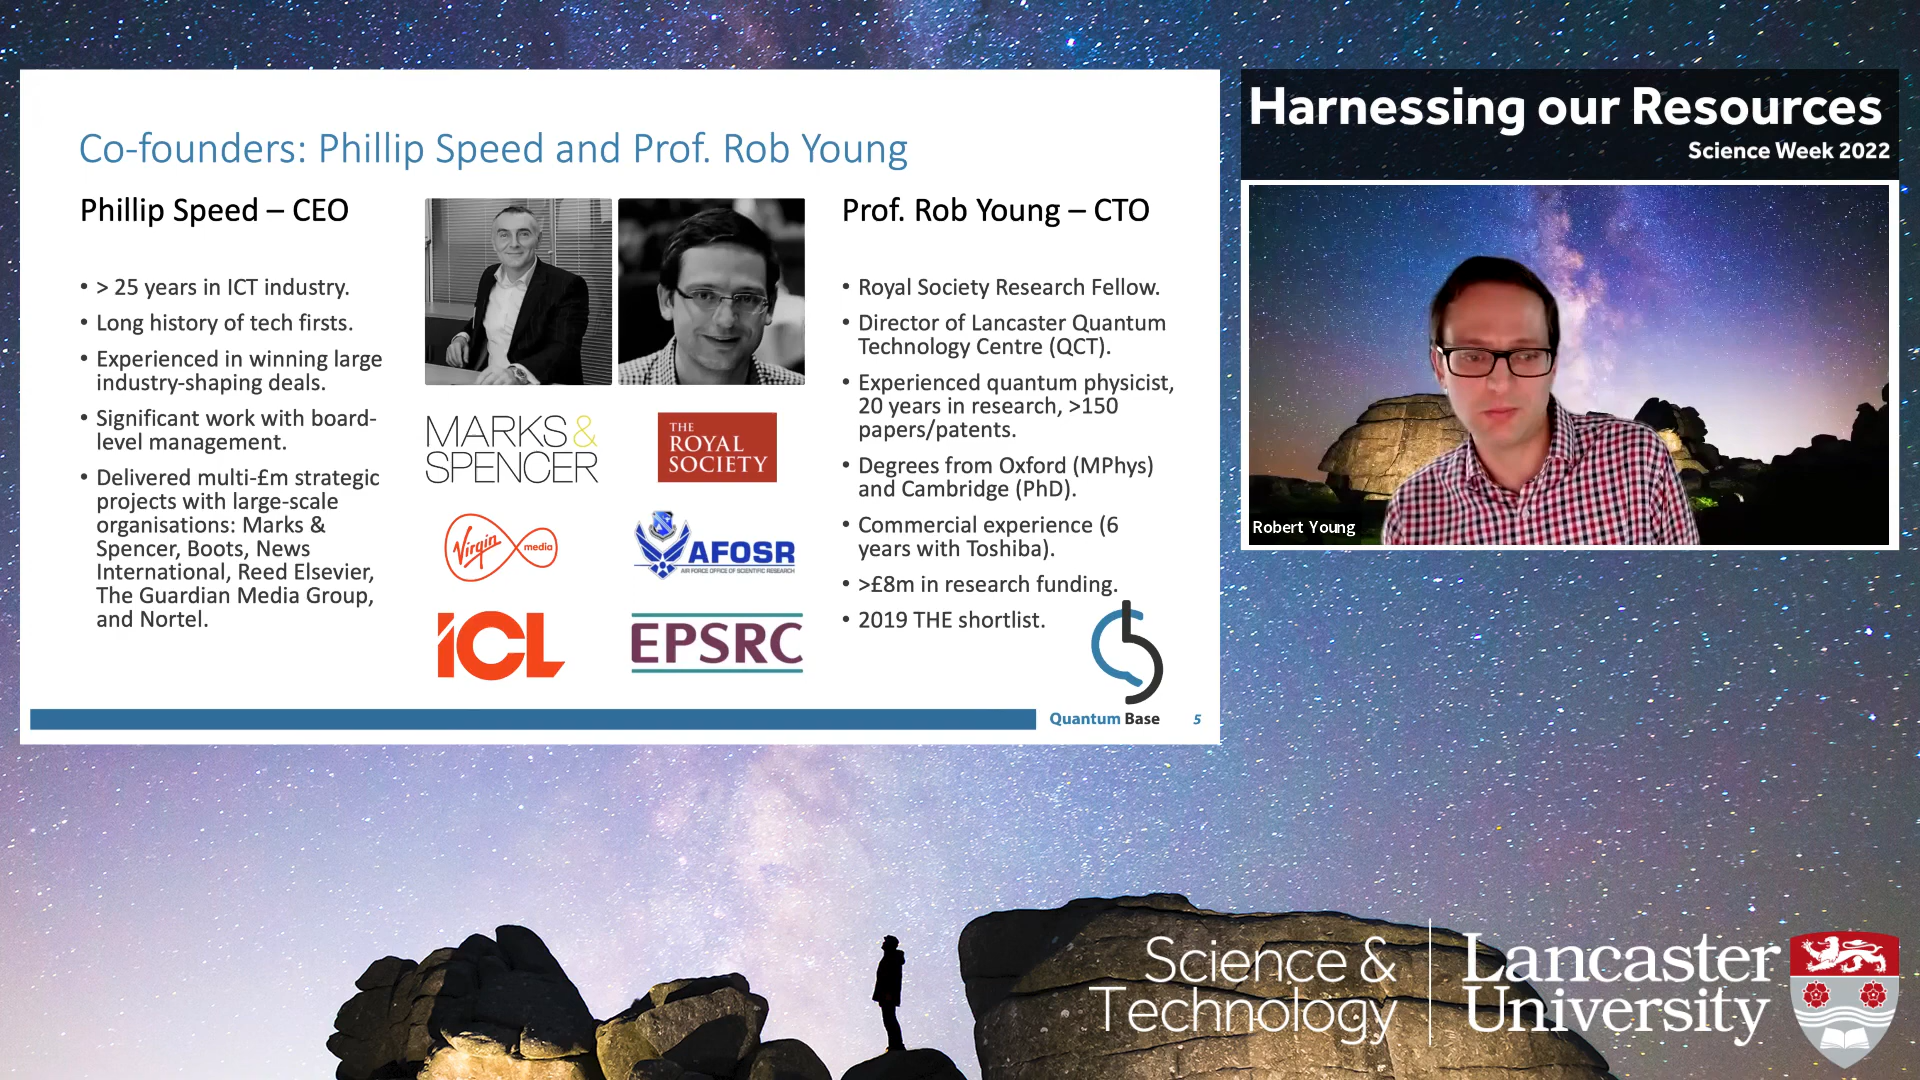 Co-founders: Phillip Speed and Prof. Rob Young
Phillip Speed – CEO
• > 25 years in ICT industry.
• Long history of tech firsts.
• Experienced in winning large
industry-shaping deals.
• Significant work with board-
level management.
• Delivered multi-£m strategic
projects with large-scale
organisations: Marks &
Spencer, Boots, News
International, Reed Elsevier,
The Guardian Media Group,
and Nortel.
MARKS &
SPENCER
THE
ROYAL
SOCIETY
Virgin media
AFOSR
AIR FORCE OFFICE OF SCIENTIFIC RESEARCH
ICL
EPSRC
Prof. Rob Young – CTO
• Royal Society Research Fellow.
• Director of Lancaster Quantum
Technology Centre (QCT).
• Experienced quantum physicist,
20 years in research, >150
papers/patents.
• Degrees from Oxford (MPhys)
and Cambridge (PhD).
• Commercial experience (6
years with Toshiba).
• >£8m in research funding.
• 2019 THE shortlist.
Quantum Base
5
Harnessing our Resources
Science Week 2022
Robert Young
Science &
Technology
Lancaster
University